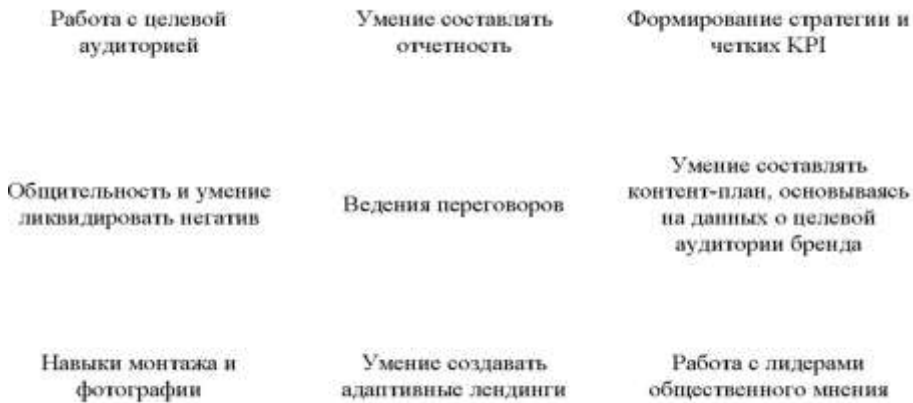 Работа с целевой
аудиторией
Умение составлять
отчетность
Формирование стратегии и
четких KPI
Общительность и умение
ликвидировать негатив
Ведения переговоров
Умение составлять
контент-план, основываясь
на данных о целевой
аудитории бренда
Навыки монтажа и
фотографии
Умение создавать
адаптивные лендинги
Работа с лидерами
общественного мнения